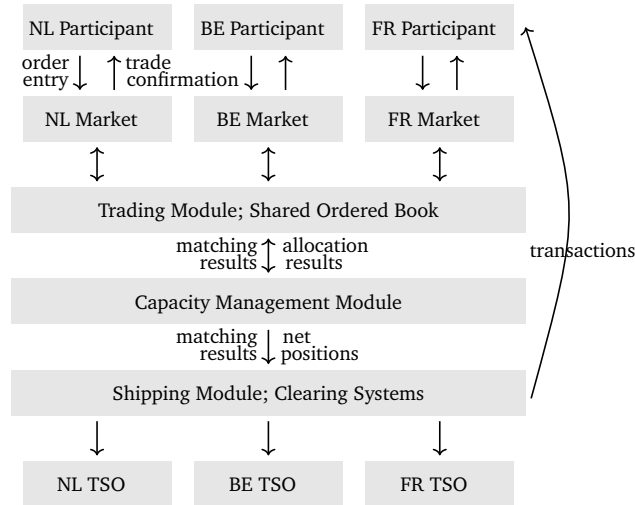 NL Participant
BE Participant
FR Participant
order
entry
trade
confirmation
NL Market
BE Market
FR Market
Trading Module; Shared Ordered Book
matching
results
allocation
results
transactions
Capacity Management Module
matching
results
net
positions
Shipping Module; Clearing Systems
NL TSO
BE TSO
FR TSO